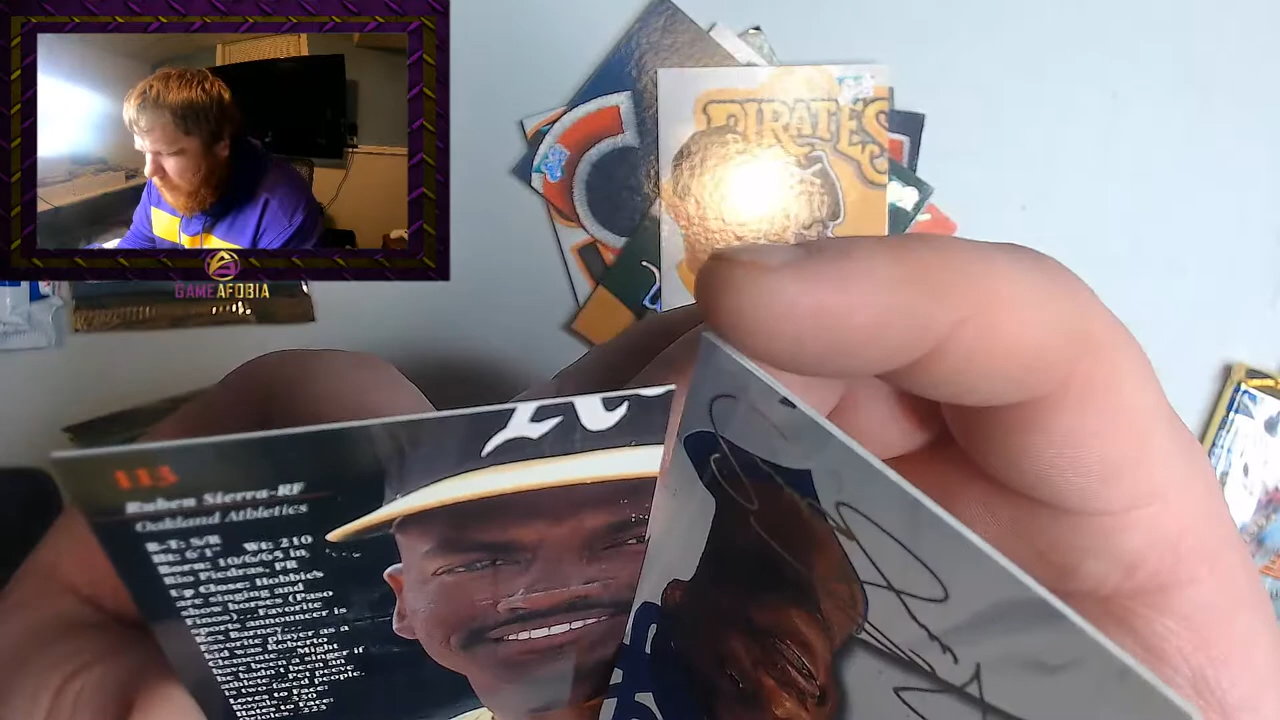 GAMEAFOBIA
PIRATES
A's
113
Ruben Sierra-RF
Oakland Athletics
B-T: S/R
Ht: 6'1" Wt: 210
Born: 10/6/65 in
Rio Piedras, PR
Up Close: Hobbies
are singing and
show horses (Paso
Finos)...Favorite
sports announcer is
Rex Barney...
Favorite player as a
kid was Roberto
Clemente...Might
have been a singer if
he hadn't been an
athlete...Pet peeve
is two-faced people.
Loves to Face:
Royals, .330
Hates to Face:
Orioles, .223